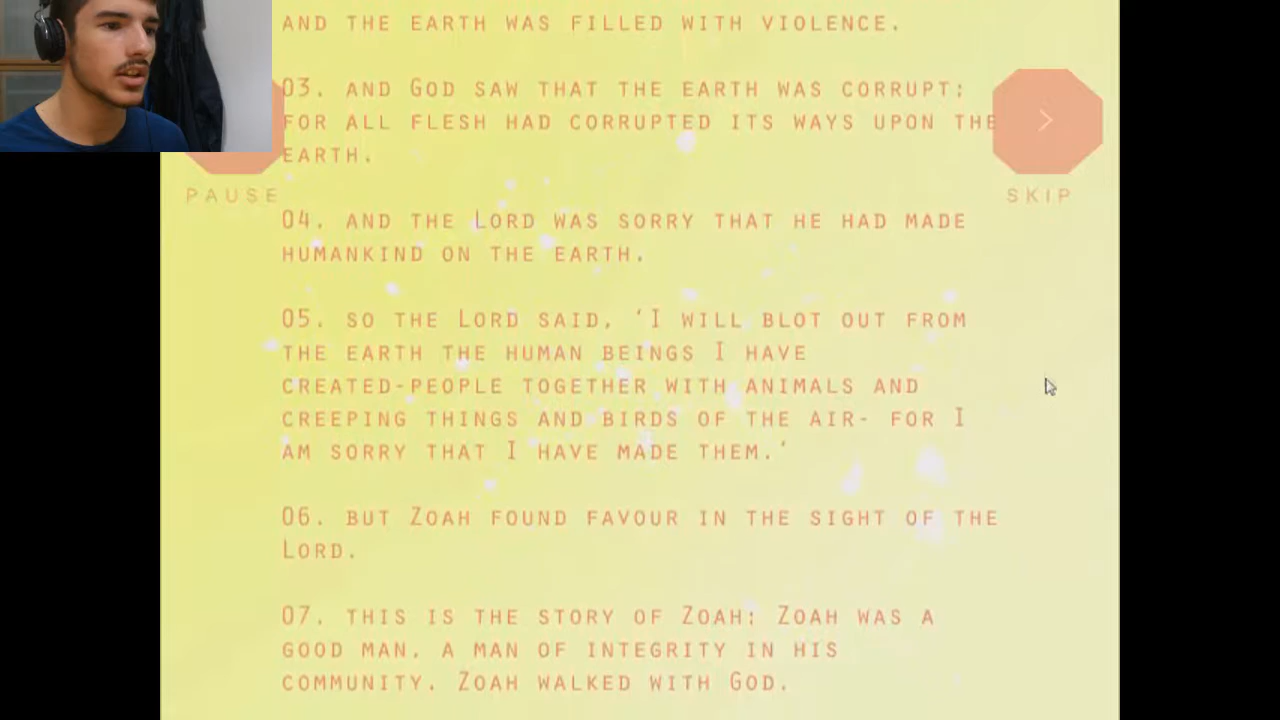 AND THE EARTH WAS FILLED WITH VIOLENCE.
03. AND GOD SAW THAT THE EARTH WAS CORRUPT;
FOR ALL FLESH HAD CORRUPTED ITS WAYS UPON THE
EARTH.
PAUSE
SKIP
04. AND THE LORD WAS SORRY THAT HE HAD MADE
HUMANKIND ON THE EARTH.
05. SO THE LORD SAID, ‘I WILL BLOT OUT FROM
THE EARTH THE HUMAN BEINGS I HAVE
CREATED-PEOPLE TOGETHER WITH ANIMALS AND
CREEPING THINGS AND BIRDS OF THE AIR- FOR I
AM SORRY THAT I HAVE MADE THEM.’
06. BUT ZOAH FOUND FAVOUR IN THE SIGHT OF THE
LORD.
07. THIS IS THE STORY OF ZOAH: ZOAH WAS A
GOOD MAN. A MAN OF INTEGRITY IN HIS
COMMUNITY. ZOAH WALKED WITH GOD.